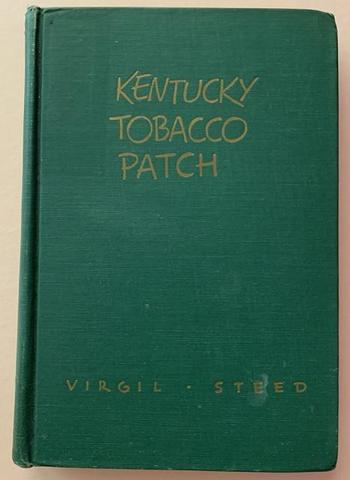 KENTUCKY
TOBACCO
PATCH
VIRGIL · STEED